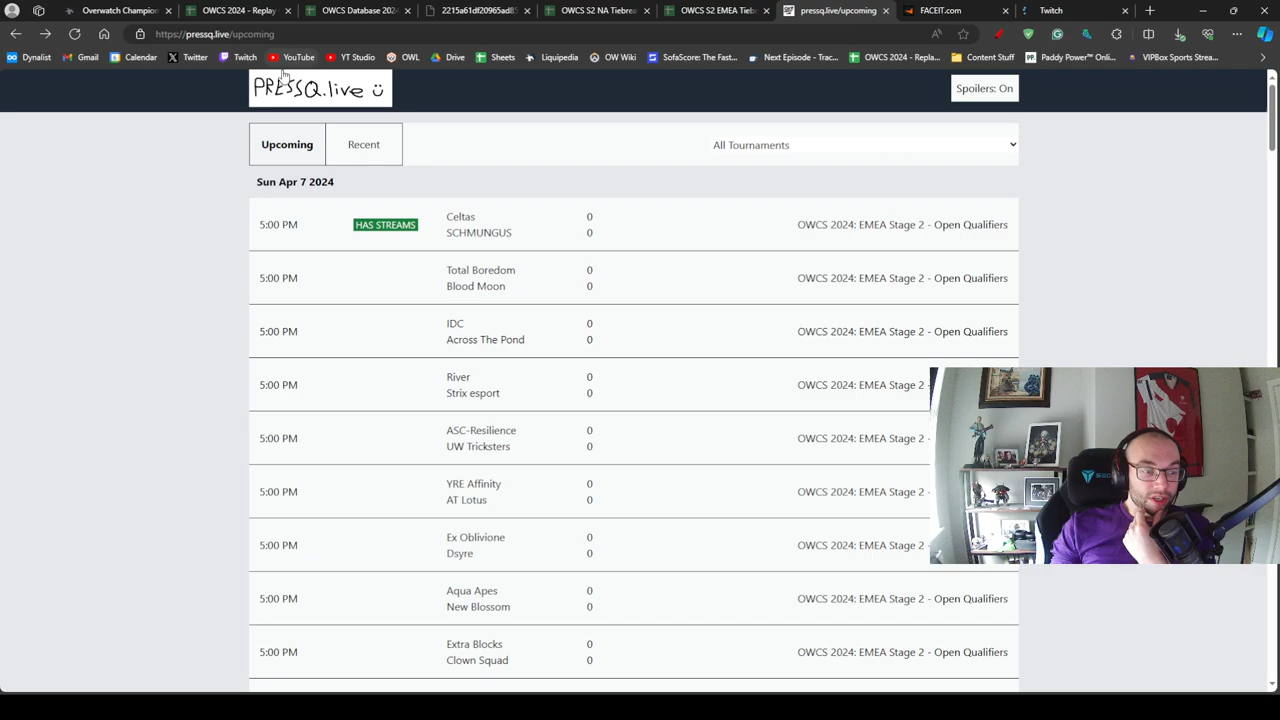 Overwatch Champion
OWCS 2024 - Replay
OWCS Database 202
2215a61df20965ad8
OWCS S2 NA Tiebre
OWCS S2 EMEA Tieb
pressq.live/upcoming
FACEIT.com
Twitch
https://pressq.live/upcoming
Dynalist
Gmail
Calendar
Twitter
Twitch
YouTube
YT Studio
OWL
Drive
Sheets
Liquipedia
OW Wiki
SofaScore: The Fast...
Next Episode - Trac...
OWCS 2024 - Repla...
Content Stuff
Paddy Power™ Onli...
VIPBox Sports Strea...
PRESSQ.live
Spoilers: On
Upcoming
Recent
All Tournaments
Sun Apr 7 2024
5:00 PM HAS STREAMS Celtas 0 OWCS 2024: EMEA Stage 2 - Open Qualifiers
SCHMUNGUS 0
5:00 PM Total Boredom 0 OWCS 2024: EMEA Stage 2 - Open Qualifiers
Blood Moon 0
5:00 PM IDC 0 OWCS 2024: EMEA Stage 2 - Open Qualifiers
Across The Pond 0
5:00 PM River 0 OWCS 2024: EMEA Stage 2 -
Strix esport 0
5:00 PM ASC-Resilience 0 OWCS 2024: EMEA Stage 2 -
UW Tricksters 0
5:00 PM YRE Affinity 0 OWCS 2024: EMEA Stage 2 -
AT Lotus 0
5:00 PM Ex Oblivione 0 OWCS 2024: EMEA Stage 2 -
Dsyre 0
5:00 PM Aqua Apes 0 OWCS 2024: EMEA Stage 2 - Open Qualifiers
New Blossom 0
5:00 PM Extra Blocks 0 OWCS 2024: EMEA Stage 2 - Open Qualifiers
Clown Squad 0